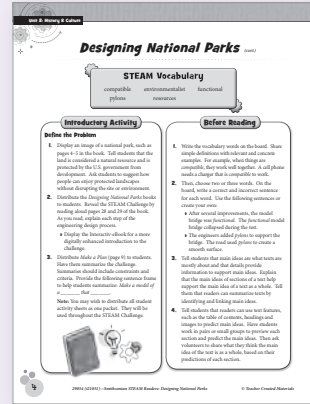 Unit 2: History & Culture
Designing National Parks (cont.)
STEAM Vocabulary
compatible environmentalist functional
pylons resources
Introductory Activity
Define the Problem
1. Display an image of a national park, such as
pages 4–5 in the book. Tell students that the
land is considered a natural resource and is
protected by the U.S. government from
development. Ask students to suggest how
people can enjoy protected landscapes
without disrupting the site or environment.
2. Distribute the Designing National Parks books
to students. Reveal the STEAM Challenge by
reading aloud pages 28 and 29 of the book.
As you read, explain each step of the
engineering design process.
Display the Interactiv-eBook for a more
digitally enhanced introduction to the
challenge.
3. Distribute Make a Plan (page 9) to students.
Have them summarize the challenge.
Summaries should include constraints and
criteria. Provide the following sentence frame
to help students summarize: Make a model of
a ______ that ______.
Note: You may wish to distribute all student
activity sheets as one packet. They will be
used throughout the STEAM Challenge.
Before Reading
1. Write the vocabulary words on the board. Share
simple definitions with relevant and concrete
examples. For example, when things are
compatible, they work well together. A cell phone
needs a charger that is compatible to work.
2. Then, choose two or three words. On the
board, write a correct and incorrect sentence
for each word. Use the following sentences or
create your own:
After several improvements, the model
bridge was functional. The functional model
bridge collapsed during the test.
The engineers added pylons to support the
bridge. The road used pylons to create a
smooth surface.
3. Tell students that main ideas are what texts are
mostly about and that details provide
information to support main ideas. Explain
that the main ideas of sections of a text help
support the main idea of a text as a whole. Tell
them that readers can summarize texts by
identifying and linking main ideas.
4. Tell students that readers can use text features,
such as the table of contents, headings and
images to predict main ideas. Have students
work in pairs or small groups to preview each
section and predict the main ideas. Then ask
volunteers to share what they think the main
idea of the text is as a whole, based on their
predictions of each section.
4
29854 (21851)—Smithsonian STEAM Readers: Designing National Parks © Teacher Created Materials